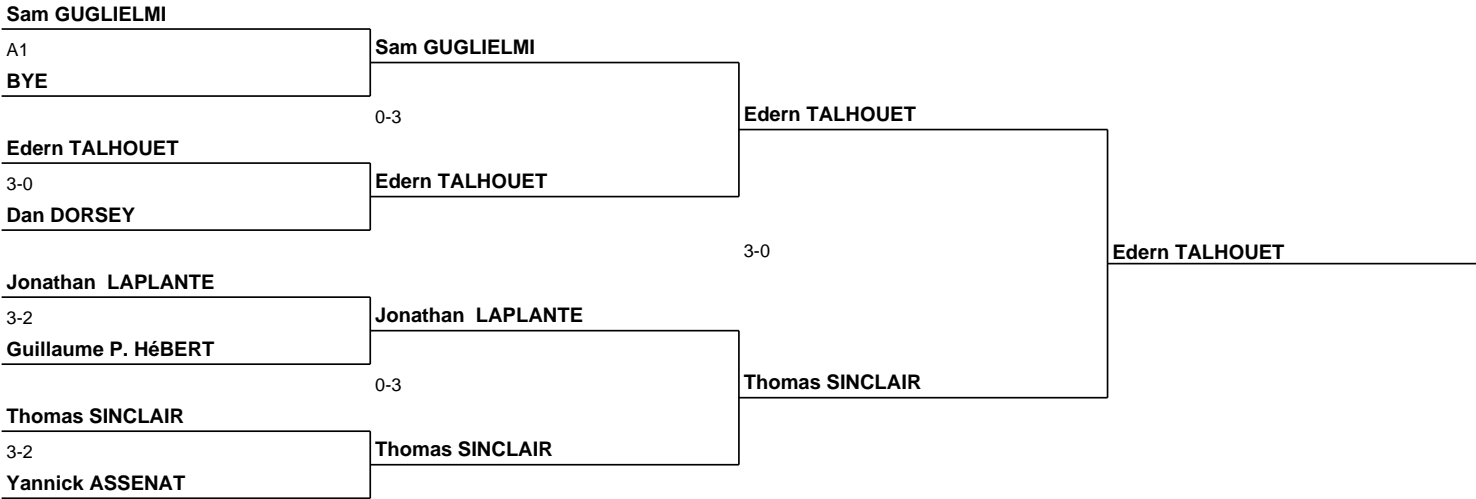 Sam GUGLIELMI
A1
BYE
Edern TALHOUET
3-0
Dan DORSEY
Jonathan  LAPLANTE
3-2
Guillaume P. HéBERT
Thomas SINCLAIR
3-2
Yannick ASSENAT
Sam GUGLIELMI
0-3
Edern TALHOUET
Jonathan  LAPLANTE
0-3
Thomas SINCLAIR
Edern TALHOUET
3-0
Thomas SINCLAIR
Edern TALHOUET